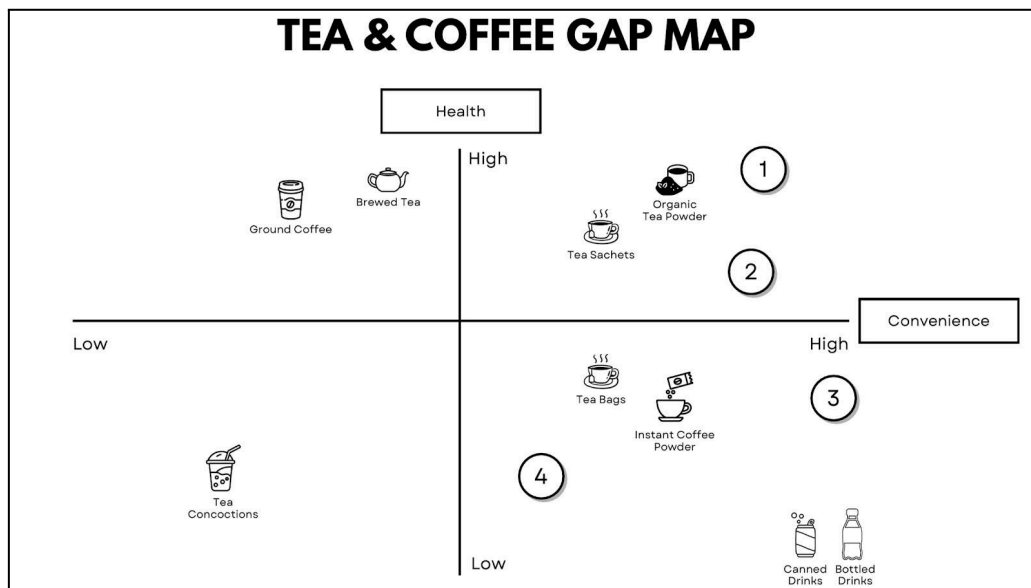 TEA & COFFEE GAP MAP
Health
High
1
Brewed Tea
Organic
Tea Powder
Ground Coffee
Tea Sachets
2
Convenience
Low
High
Tea Bags
3
Instant Coffee
Powder
4
Tea
Concoctions
Low
Canned
Drinks
Bottled
Drinks